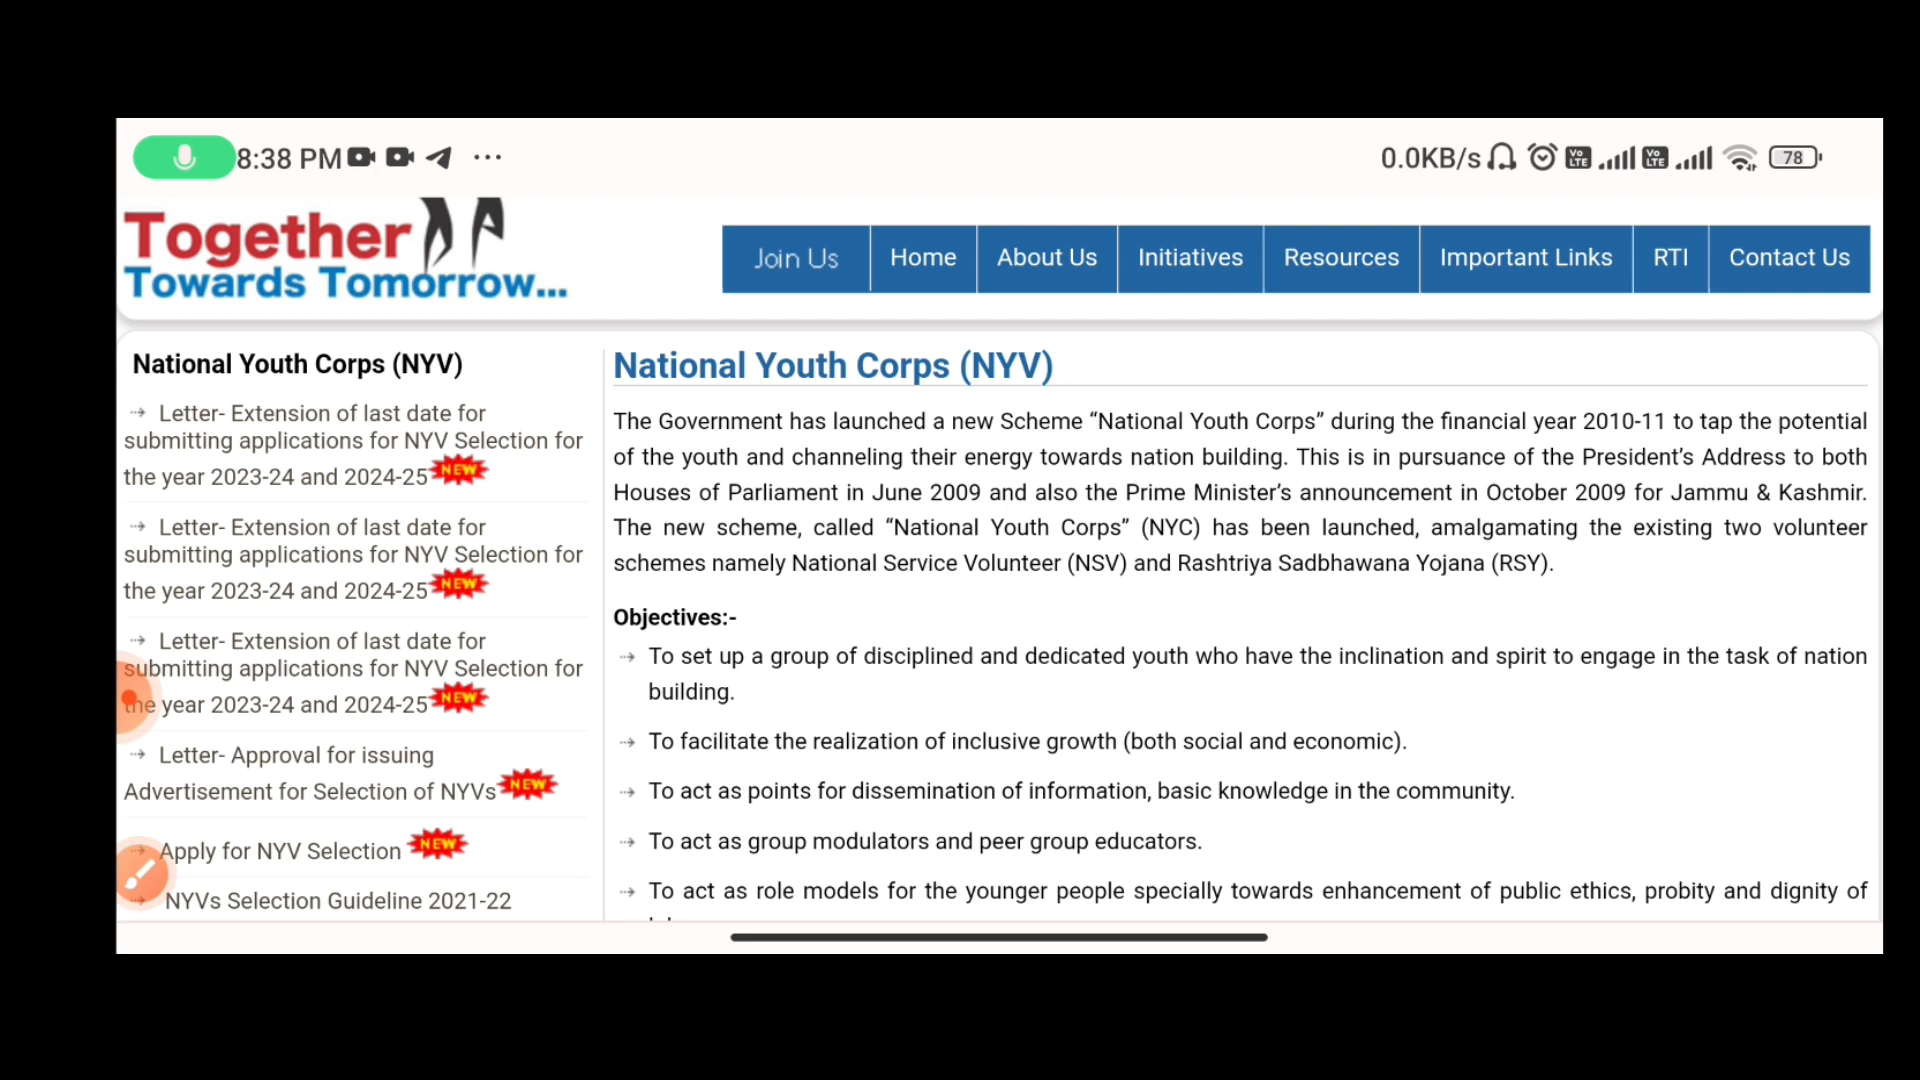 8:38 PM ... 0.0KB/s Vo LTE Vo LTE 78
Together
Towards Tomorrow...
Join Us Home About Us Initiatives Resources Important Links RTI Contact Us
National Youth Corps (NYV)
Letter- Extension of last date for
submitting applications for NYV Selection for
the year 2023-24 and 2024-25 NEW
Letter- Extension of last date for
submitting applications for NYV Selection for
the year 2023-24 and 2024-25 NEW
Letter- Extension of last date for
submitting applications for NYV Selection for
the year 2023-24 and 2024-25 NEW
Letter- Approval for issuing
Advertisement for Selection of NYVs NEW
Apply for NYV Selection NEW
NYVs Selection Guideline 2021-22
National Youth Corps (NYV)
The Government has launched a new Scheme “National Youth Corps” during the financial year 2010-11 to tap the potential
of the youth and channeling their energy towards nation building. This is in pursuance of the President’s Address to both
Houses of Parliament in June 2009 and also the Prime Minister’s announcement in October 2009 for Jammu & Kashmir.
The new scheme, called “National Youth Corps” (NYC) has been launched, amalgamating the existing two volunteer
schemes namely National Service Volunteer (NSV) and Rashtriya Sadbhawana Yojana (RSY).
Objectives:-
To set up a group of disciplined and dedicated youth who have the inclination and spirit to engage in the task of nation
building.
To facilitate the realization of inclusive growth (both social and economic).
To act as points for dissemination of information, basic knowledge in the community.
To act as group modulators and peer group educators.
To act as role models for the younger people specially towards enhancement of public ethics, probity and dignity of